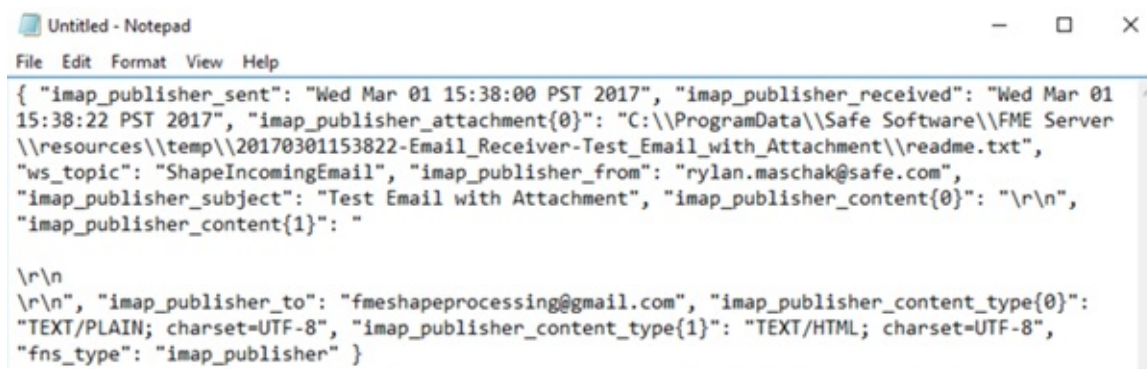 Untitled - Notepad
File Edit Format View Help
{ "imap_publisher_sent": "Wed Mar 01 15:38:00 PST 2017", "imap_publisher_received": "Wed Mar 01
15:38:22 PST 2017", "imap_publisher_attachment{0}": "C:\\ProgramData\\Safe Software\\FME Server
\\resources\\temp\\20170301153822-Email_Receiver-Test_Email_with_Attachment\\readme.txt",
"ws_topic": "ShapeIncomingEmail", "imap_publisher_from": "rylan.maschak@safe.com",
"imap_publisher_subject": "Test Email with Attachment", "imap_publisher_content{0}": "\r\n",
"imap_publisher_content{1}": "
\r\n
\r\n", "imap_publisher_to": "fmeshapeprocessing@gmail.com", "imap_publisher_content_type{0}":
"TEXT/PLAIN; charset=UTF-8", "imap_publisher_content_type{1}": "TEXT/HTML; charset=UTF-8",
"fns_type": "imap_publisher" }